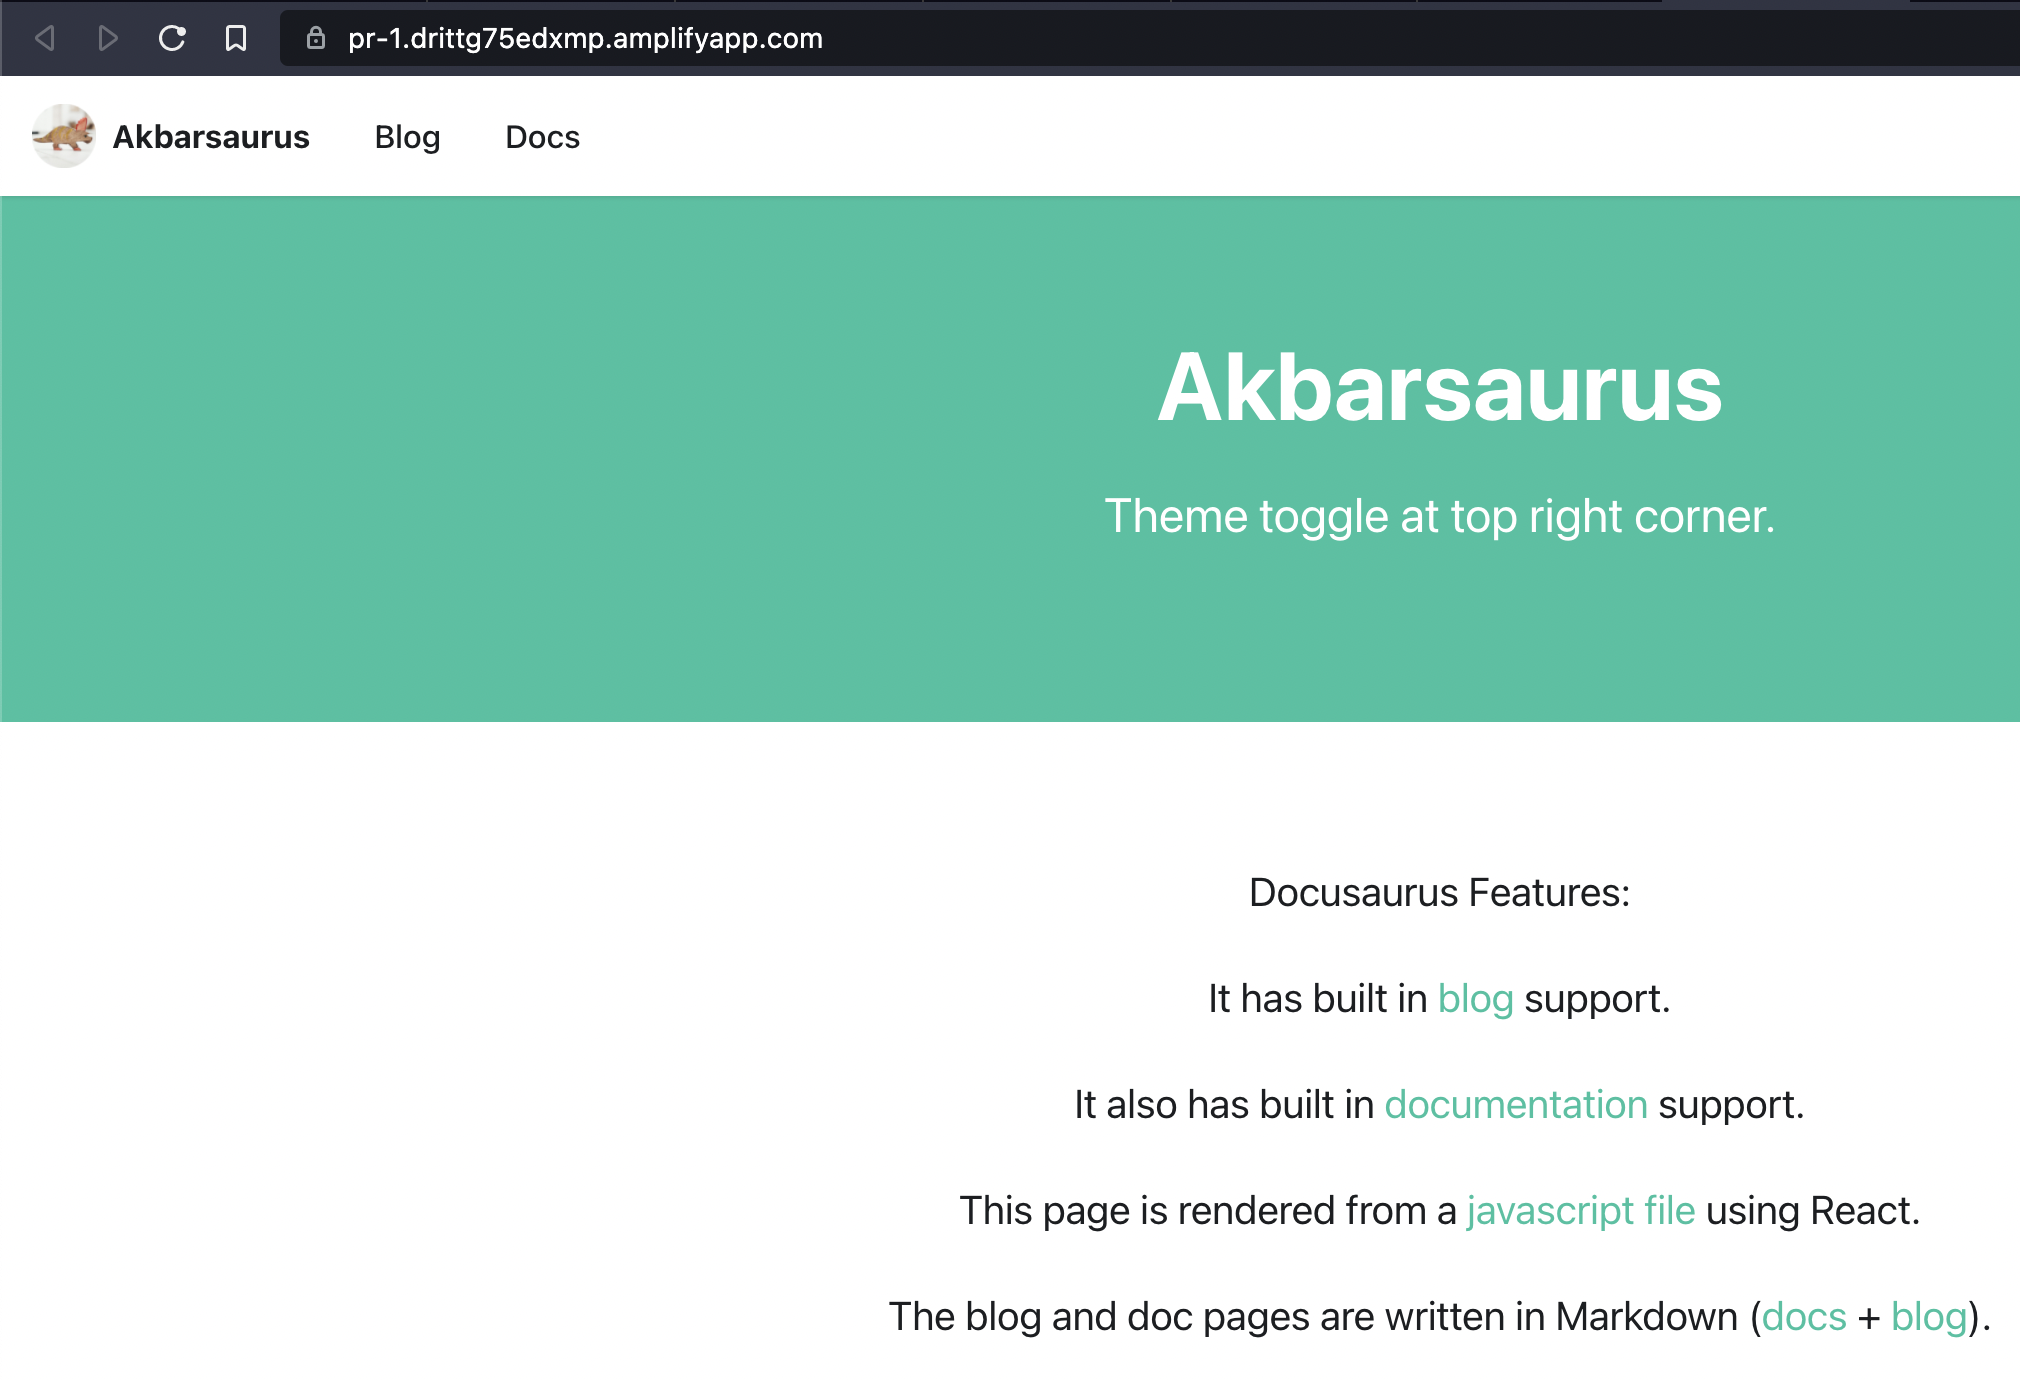 pr-1.drittg75edxmp.amplifyapp.com
Akbarsaurus Blog Docs
Akbarsaurus
Theme toggle at top right corner.
Docusaurus Features:
It has built in blog support.
It also has built in documentation support.
This page is rendered from a javascript file using React.
The blog and doc pages are written in Markdown (docs + blog).